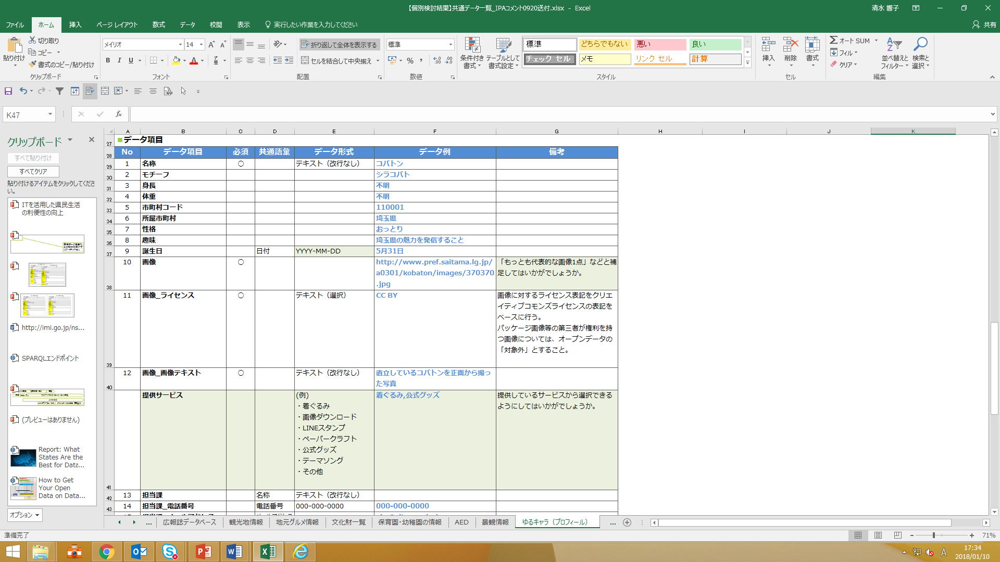 【個別検討結果】共通データ一覧_IPAコメント0920送付.xlsx - Excel
清水 響子
ファイル ホーム 挿入 ページ レイアウト 数式 データ 校閲 表示 実行したい作業を入力してください
共有
貼り付け
切り取り
コピー
書式のコピー/貼り付け
クリップボード
メイリオ 14
B I U
フォント
折り返して全体を表示する
セルを結合して中央揃え
配置
標準
数値
条件付き書式
テーブルとして書式設定
標準 どちらでもない 悪い 良い
チェック セル メモ リンク セル 計算
スタイル
挿入 削除 書式
セル
オート SUM
フィル
クリア
並べ替えとフィルター
検索と選択
編集
K47
fx
クリップボード
すべて貼り付け
すべてクリア
貼り付けるアイテムをクリックしてください。
ITを活用した県民生活の利便性の向上
http://imi.go.jp/ns...
SPARQLエンドポイント
(プレビューはありません)
Report: What
States Are the
Best for Data...
How to Get
Your Open
Data on Data...
オプション
A B C D E F G H I J K
27 ■データ項目
28 No データ項目 必須 共通語彙 データ形式 データ例 備考
29 1 名称 ○ テキスト（改行なし） コバトン
30 2 モチーフ シラコバト
31 3 身長 不明
32 4 体重 不明
33 5 市町村コード 110001
34 6 所属市町村 埼玉県
35 7 性格 おっとり
36 8 趣味 埼玉県の魅力を発信すること
37 9 誕生日 日付 YYYY-MM-DD 5月31日
38 10 画像 ○ http://www.pref.saitama.lg.jp/
a0301/kobaton/images/370370
.jpg
「もっとも代表的な画像1点」などと補
足してはいかがでしょうか。
39 11 画像_ライセンス ○ テキスト（選択） CC BY
画像に対するライセンス表記をクリエ
イティブコモンズライセンスの表記を
ベースに行う。
パッケージ画像等の第三者が権利を持
つ画像については、オープンデータの
「対象外」とすること。
40 12 画像_画像テキスト ○ テキスト（改行なし） 直立しているコバトンを正面から撮っ
た写真
41 提供サービス (例)
・着ぐるみ
・画像ダウンロード
・LINEスタンプ
・ペーパークラフト
・公式グッズ
・テーマソング
・その他
着ぐるみ,公式グッズ
提供しているサービスから選択できる
ようにしてはいかがでしょうか。
42 13 担当課 名称 テキスト（改行なし）
43 14 担当課_電話番号 電話番号 000-000-0000 000-000-0000
... 広報誌データベース 観光地情報 地元グルメ情報 文化財一覧 保育園・幼稚園の情報 AED 景観情報 ゆるキャラ（プロフィール） ...
準備完了
71%
A
17:34
2018/01/10